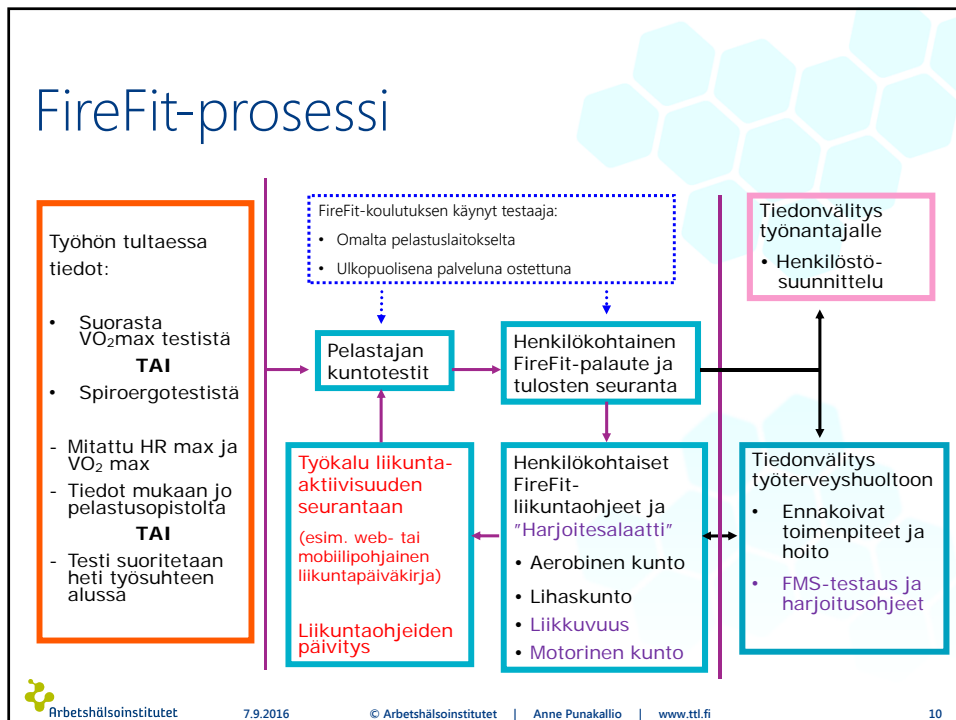 FireFit-prosessi
Työhön tultaessa
tiedot:
• Suorasta
VO₂max testistä
TAI
• Spiroergotestistä
- Mitattu HR max ja
VO₂ max
- Tiedot mukaan jo
pelastusopistolta
TAI
- Testi suoritetaan
heti työsuhteen
alussa
FireFit-koulutuksen käynyt testaaja:
• Omalta pelastuslaitokselta
• Ulkopuolisena palveluna ostettuna
Pelastajan
kuntotestit
Henkilökohtainen
FireFit-palaute ja
tulosten seuranta
Työkalu liikunta-
aktiivisuuden
seurantaan
(esim. web- tai
mobiilipohjainen
liikuntapäiväkirja)
Liikuntaohjeiden
päivitys
Henkilökohtaiset
FireFit-
liikuntaohjeet ja
"Harjoitesalaatti"
• Aerobinen kunto
• Lihaskunto
• Liikkuvuus
• Motorinen kunto
Tiedonvälitys
työnantajalle
• Henkilöstö-
suunnittelu
Tiedonvälitys
työterveyshuoltoon
• Ennakoivat
toimenpiteet ja
hoito
• FMS-testaus ja
harjoitusohjeet
Arbetshälsoinstitutet
7.9.2016
© Arbetshälsoinstitutet | Anne Punakallio | www.ttl.fi
10